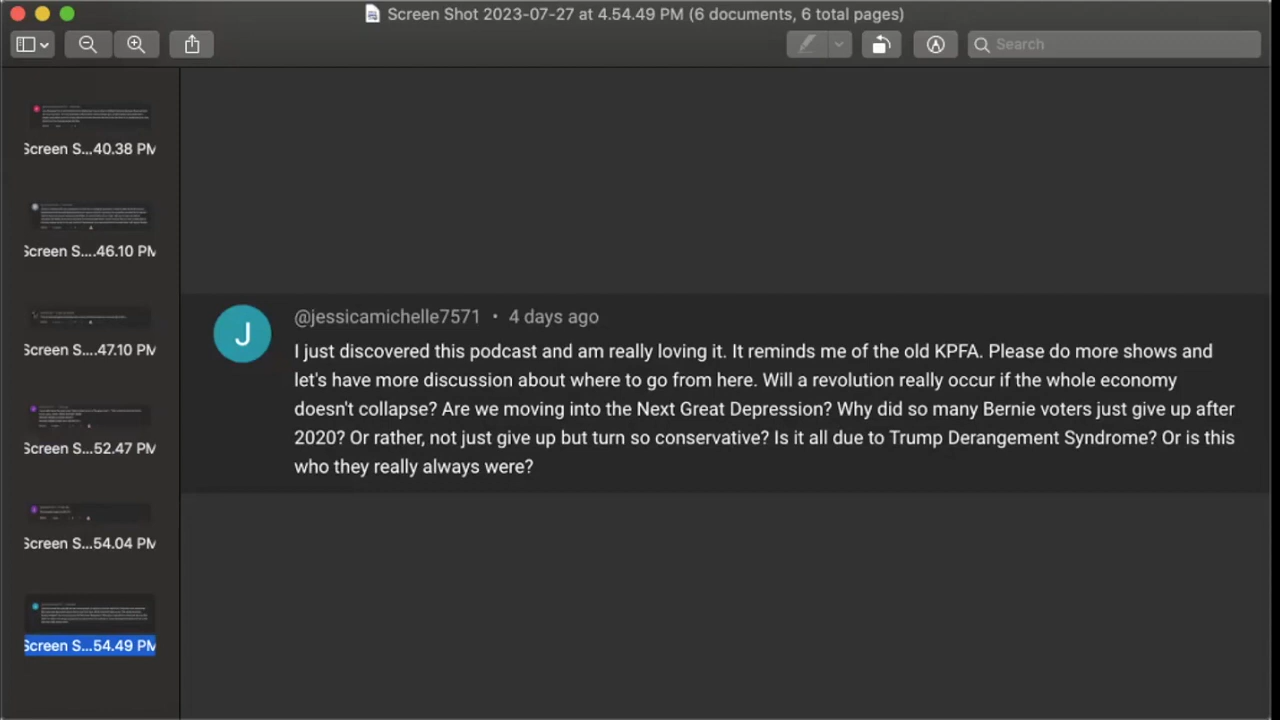 Screen Shot 2023-07-27 at 4.54.49 PM (6 documents, 6 total pages)
Search
Screen S...40.38 PM
Screen S....46.10 PM
Screen S....47.10 PM
Screen S...52.47 PM
Screen S...54.04 PM
Screen S...54.49 PM
J
@jessicamichelle7571 • 4 days ago
I just discovered this podcast and am really loving it. It reminds me of the old KPFA. Please do more shows and
let's have more discussion about where to go from here. Will a revolution really occur if the whole economy
doesn't collapse? Are we moving into the Next Great Depression? Why did so many Bernie voters just give up after
2020? Or rather, not just give up but turn so conservative? Is it all due to Trump Derangement Syndrome? Or is this
who they really always were?